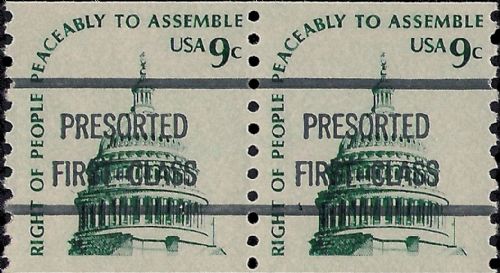 RIGHT OF PEOPLE PEACEABLY TO ASSEMBLE
USA 9c
PRESORTED
FIRST-CLASS
RIGHT OF PEOPLE PEACEABLY TO ASSEMBLE
USA 9c
PRESORTED
FIRST-CLASS